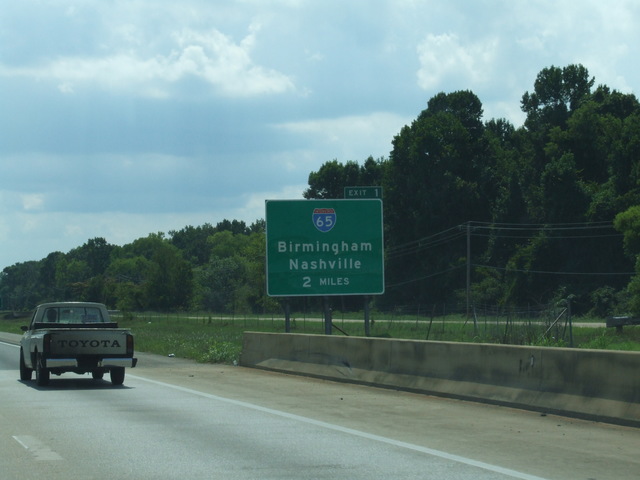 EXIT 1
65
Birmingham
Nashville
2 MILES
TOYOTA